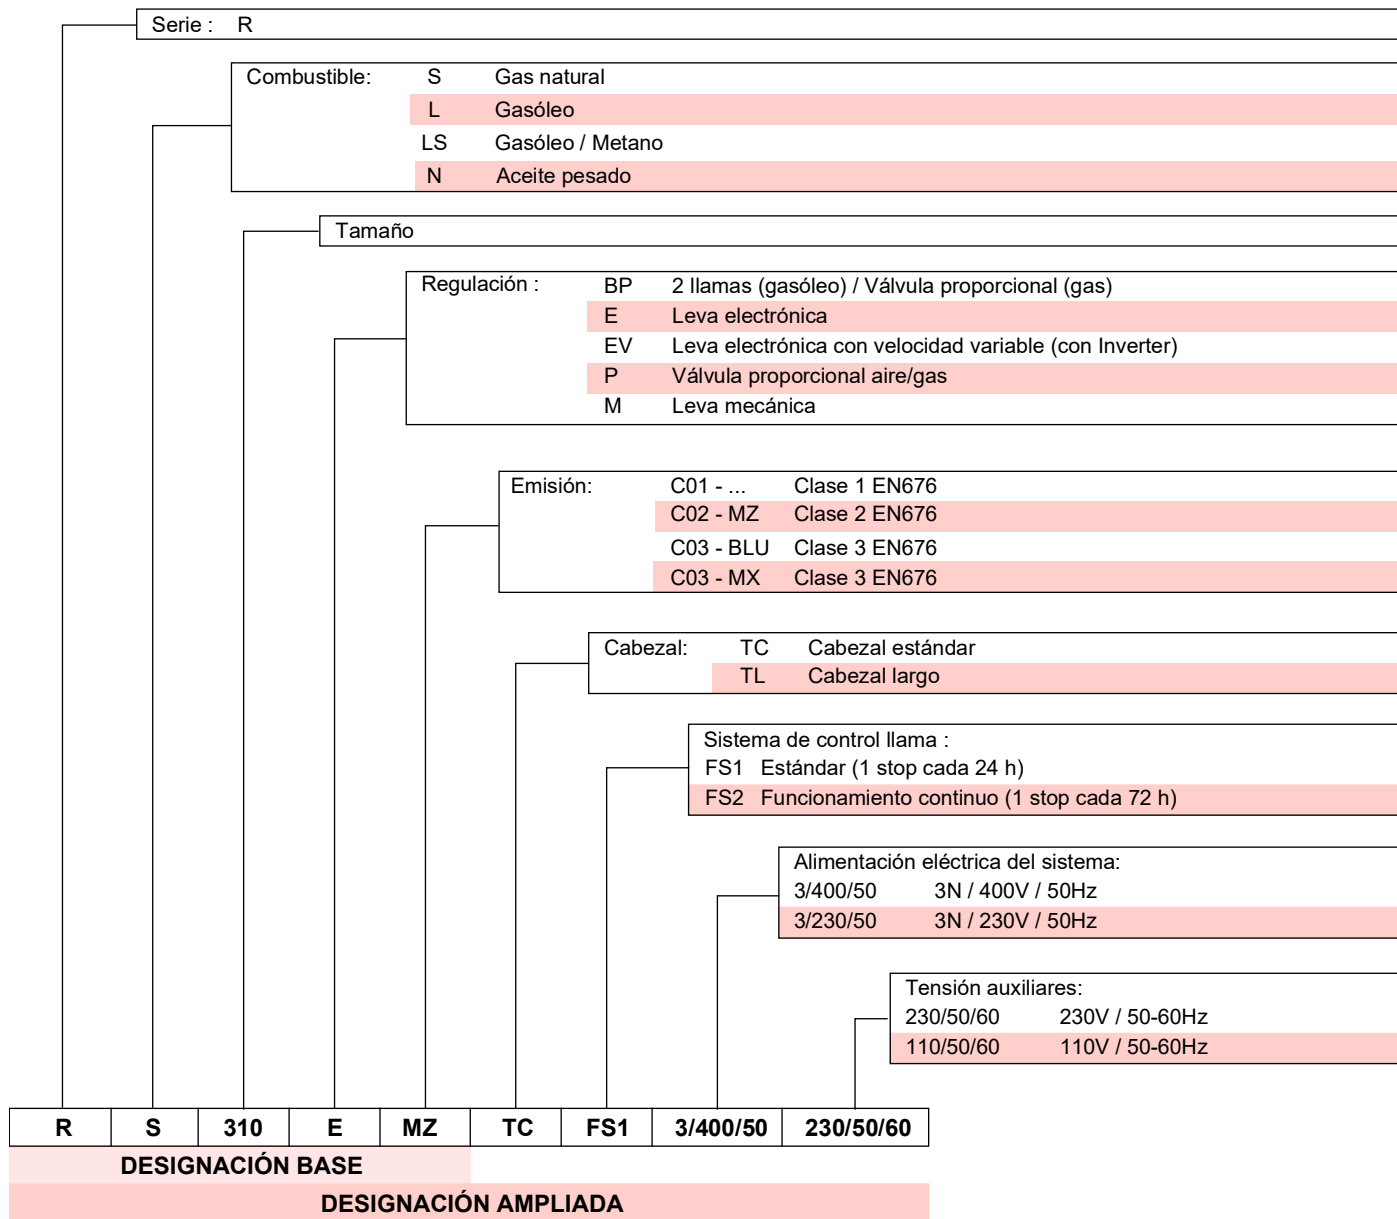 Serie : R
Combustible: S Gas natural
L Gasóleo
LS Gasóleo / Metano
N Aceite pesado
Tamaño
Regulación : BP 2 llamas (gasóleo) / Válvula proporcional (gas)
E Leva electrónica
EV Leva electrónica con velocidad variable (con Inverter)
P Válvula proporcional aire/gas
M Leva mecánica
Emisión: C01 - ... Clase 1 EN676
C02 - MZ Clase 2 EN676
C03 - BLU Clase 3 EN676
C03 - MX Clase 3 EN676
Cabezal: TC Cabezal estándar
TL Cabezal largo
Sistema de control llama :
FS1 Estándar (1 stop cada 24 h)
FS2 Funcionamiento continuo (1 stop cada 72 h)
Alimentación eléctrica del sistema:
3/400/50 3N / 400V / 50Hz
3/230/50 3N / 230V / 50Hz
Tensión auxiliares:
230/50/60 230V / 50-60Hz
110/50/60 110V / 50-60Hz
R S 310 E MZ TC FS1 3/400/50 230/50/60
DESIGNACIÓN BASE
DESIGNACIÓN AMPLIADA